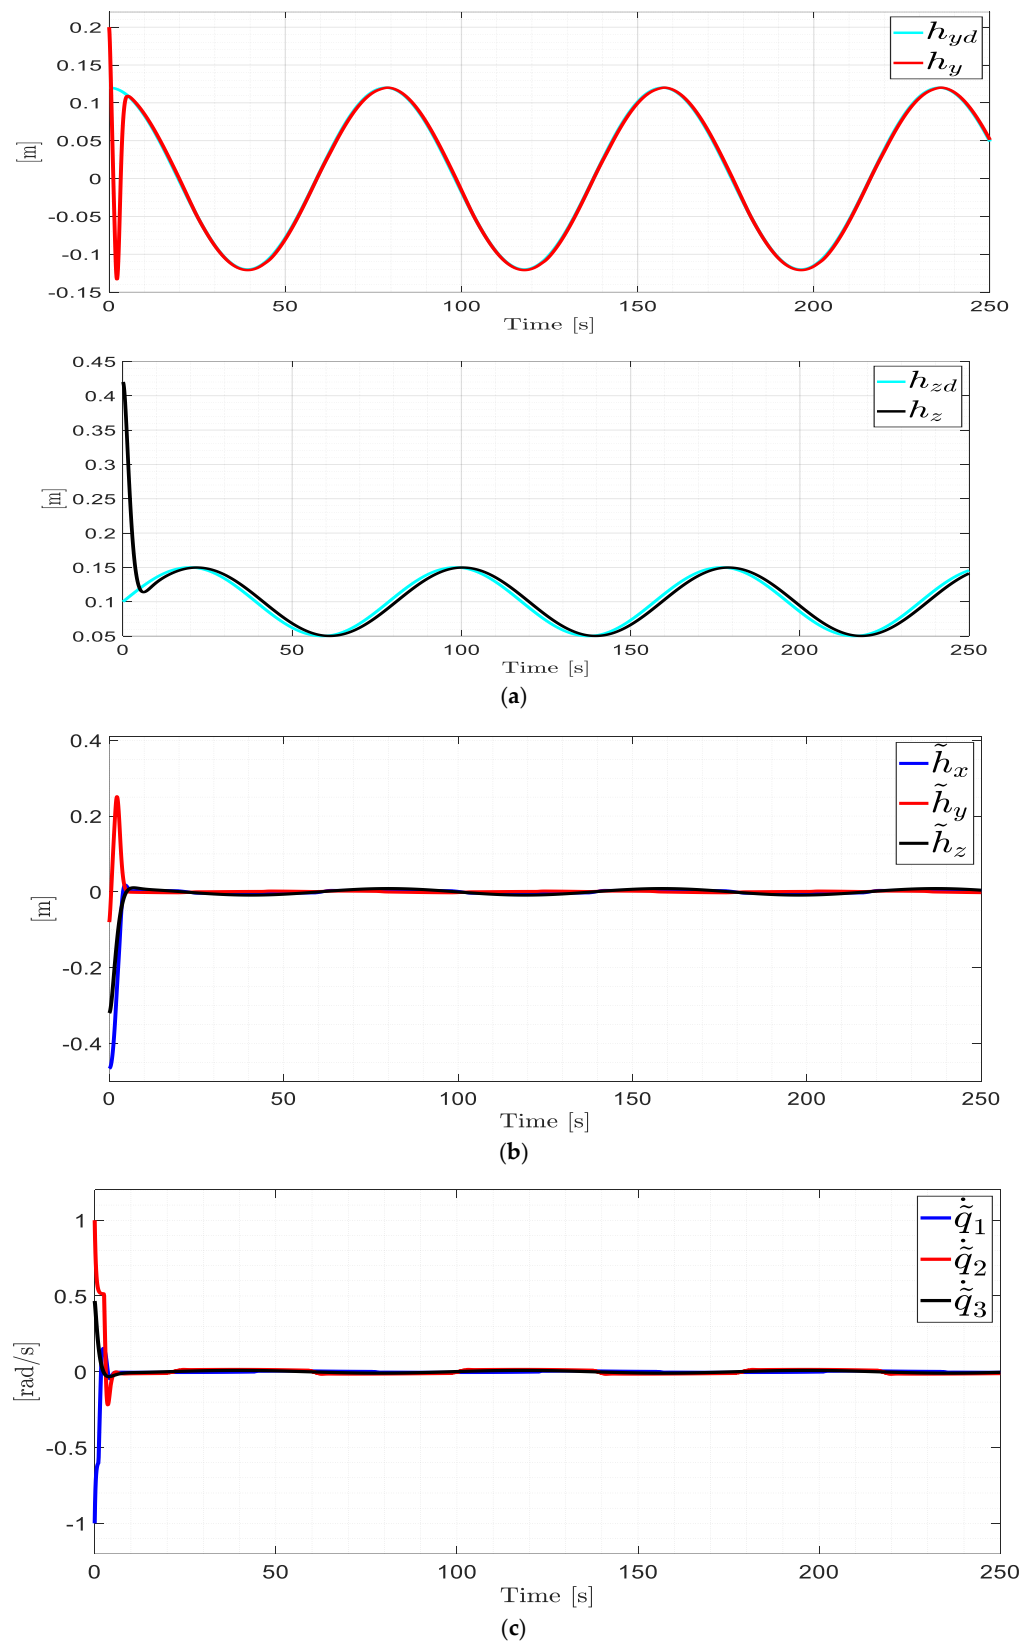 0.2
0.15
0.1
0.05
0
-0.05
-0.1
-0.15
[m]
0 50 100 150 200 250
Time [s]
h_{yd}
h_y
0.45
0.4
0.35
0.3
0.25
0.2
0.15
0.1
0.05
[m]
0 50 100 150 200 250
Time [s]
h_{zd}
h_z
(a)
0.4
0.2
0
-0.2
-0.4
[m]
0 50 100 150 200 250
Time [s]
h̃_x
h̃_y
h̃_z
(b)
1
0.5
0
-0.5
-1
[rad/s]
0 50 100 150 200 250
Time [s]
q̃̇_1
q̃̇_2
q̃̇_3
(c)